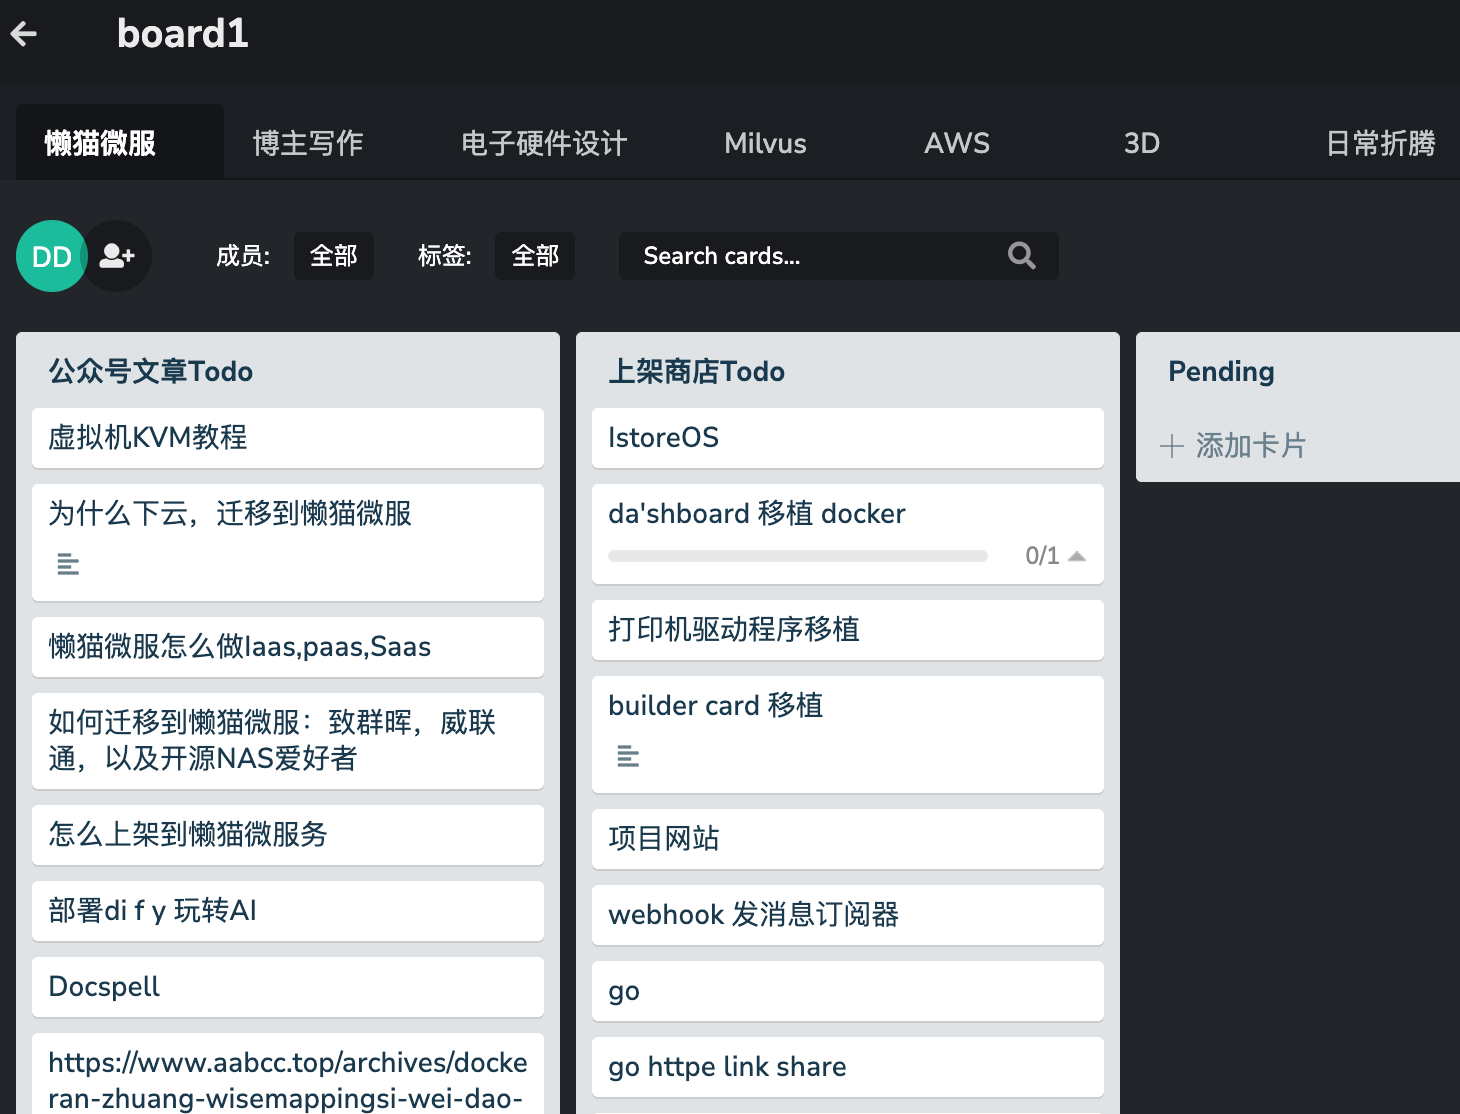 board1
懒猫微服
博主写作
电子硬件设计
Milvus
AWS
3D
日常折腾
DD
成员: 全部 标签: 全部 Search cards...
公众号文章Todo
虚拟机KVM教程
为什么下云，迁移到懒猫微服
懒猫微服怎么做Iaas,paas,Saas
如何迁移到懒猫微服：致群晖，威联
通，以及开源NAS爱好者
怎么上架到懒猫微服务
部署di f y 玩转AI
Docspell
https://www.aabcc.top/archives/docke
ran-zhuang-wisemappingsi-wei-dao-
上架商店Todo
IstoreOS
da'shboard 移植 docker
0/1
打印机驱动程序移植
builder card 移植
项目网站
webhook 发消息订阅器
go
go httpe link share
Pending
添加卡片